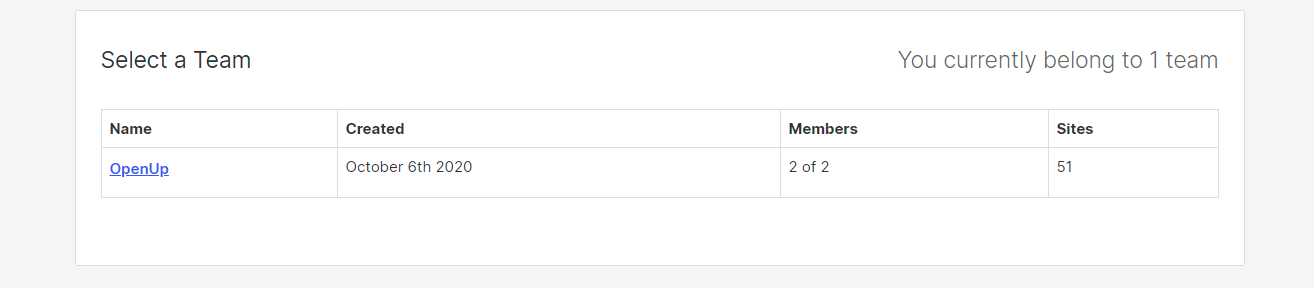 Select a Team
You currently belong to 1 team
Name Created Members Sites
OpenUp October 6th 2020 2 of 2 51